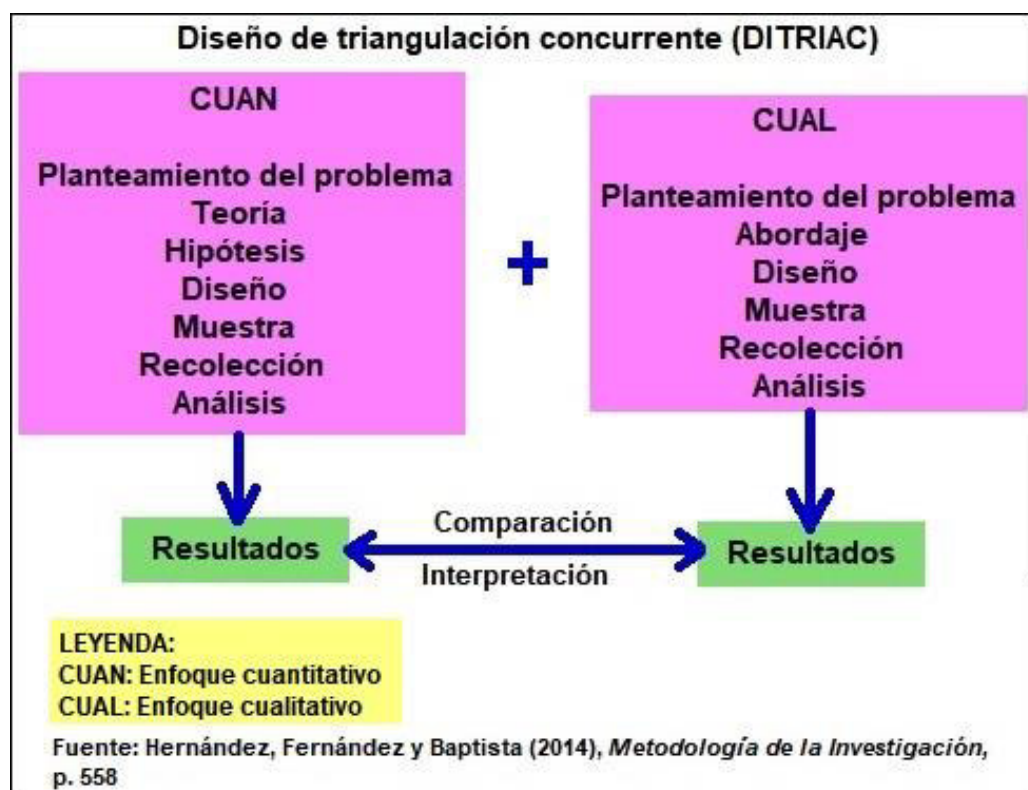 Diseño de triangulación concurrente (DITRIAC)
CUAN
Planteamiento del problema
Teoría
Hipótesis
Diseño
Muestra
Recolección
Análisis
+
CUAL
Planteamiento del problema
Abordaje
Diseño
Muestra
Recolección
Análisis
Resultados
Comparación
Interpretación
Resultados
LEYENDA:
CUAN: Enfoque cuantitativo
CUAL: Enfoque cualitativo
Fuente: Hernández, Fernández y Baptista (2014), Metodología de la Investigación,
p. 558